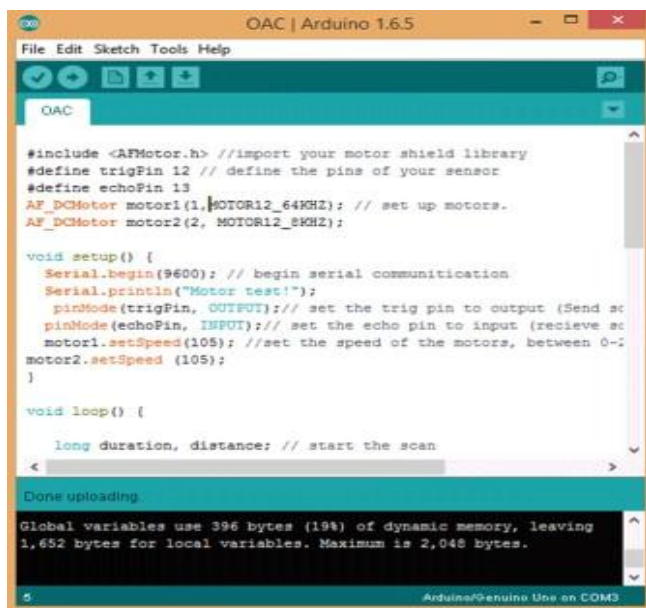 OAC | Arduino 1.6.5
File Edit Sketch Tools Help
OAC
#include <AFMotor.h> //import your motor shield library
#define trigPin 12 // define the pins of your sensor
#define echoPin 13
AF_DCMotor motor1(1,MOTOR12_64KHZ); // set up motors.
AF_DCMotor motor2(2, MOTOR12_8KHZ);
void setup() {
Serial.begin(9600); // begin serial communitication
Serial.println("Motor test!");
pinMode(trigPin, OUTPUT);// set the trig pin to output (Send so
pinMode(echoPin, INPUT);// set the echo pin to input (recieve so
motor1.setSpeed(105); //set the speed of the motors, between 0-2
motor2.setSpeed (105);
}
void loop() {
long duration, distance; // start the scan
Done uploading.
Global variables use 396 bytes (19%) of dynamic memory, leaving
1,652 bytes for local variables. Maximum is 2,048 bytes.
5
Arduino/Genuino Uno on COM3